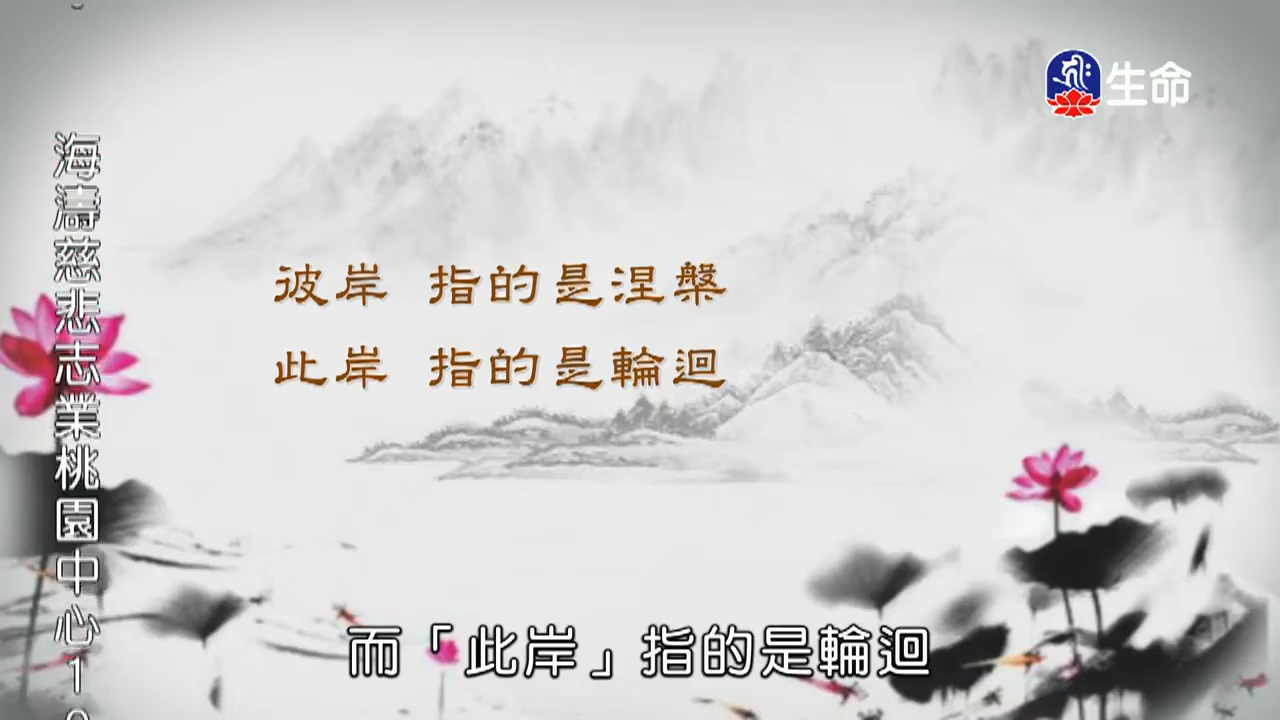 生命
彼岸 指的是涅槃
此岸 指的是輪迴
海濤慈悲志業桃園中心1
而「此岸」指的是輪迴